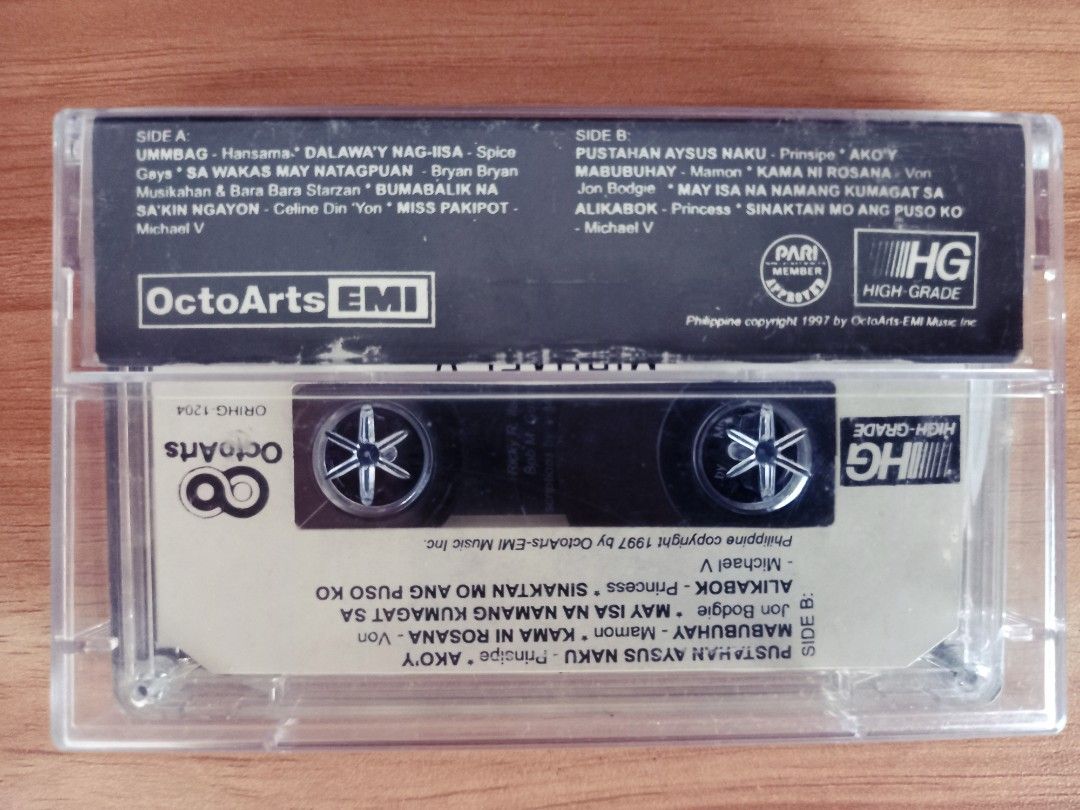 SIDE A:
UMMBAG - Hansama * DALAWA'Y NAG-IISA - Spice
Gays * SA WAKAS MAY NATAGPUAN - Bryan Bryan
Musikahan & Bara Bara Starzan * BUMABALIK NA
SA'KIN NGAYON - Celine Din 'Yon * MISS PAKIPOT -
Michael V
SIDE B:
PUSTAHAN AYSUS NAKU - Prinsipe * AKO'Y
MABUBUHAY - Mamon * KAMA NI ROSANA - Von
Jon Bodgie * MAY ISA NA NAMANG KUMAGAT SA
ALIKABOK - Princess * SINAKTAN MO ANG PUSO KO
- Michael V
OctoArts EMI
PARI
MEMBER
APPROVED
HG
HIGH-GRADE
Philippine copyright 1997 by OctoArts-EMI Music Inc
SIDE B:
PUSTAHAN AYSUS NAKU - Prinsipe * AKO'Y
MABUBUHAY - Mamon * KAMA NI ROSANA - Von
Jon Bodgie * MAY ISA NA NAMANG KUMAGAT SA
ALIKABOK - Princess * SINAKTAN MO ANG PUSO KO
- Michael V
Philippine copyright 1997 by OctoArts-EMI Music Inc.
HG
HIGH-GRADE
OctoArts
ORIHG-1204
MICHAEL V